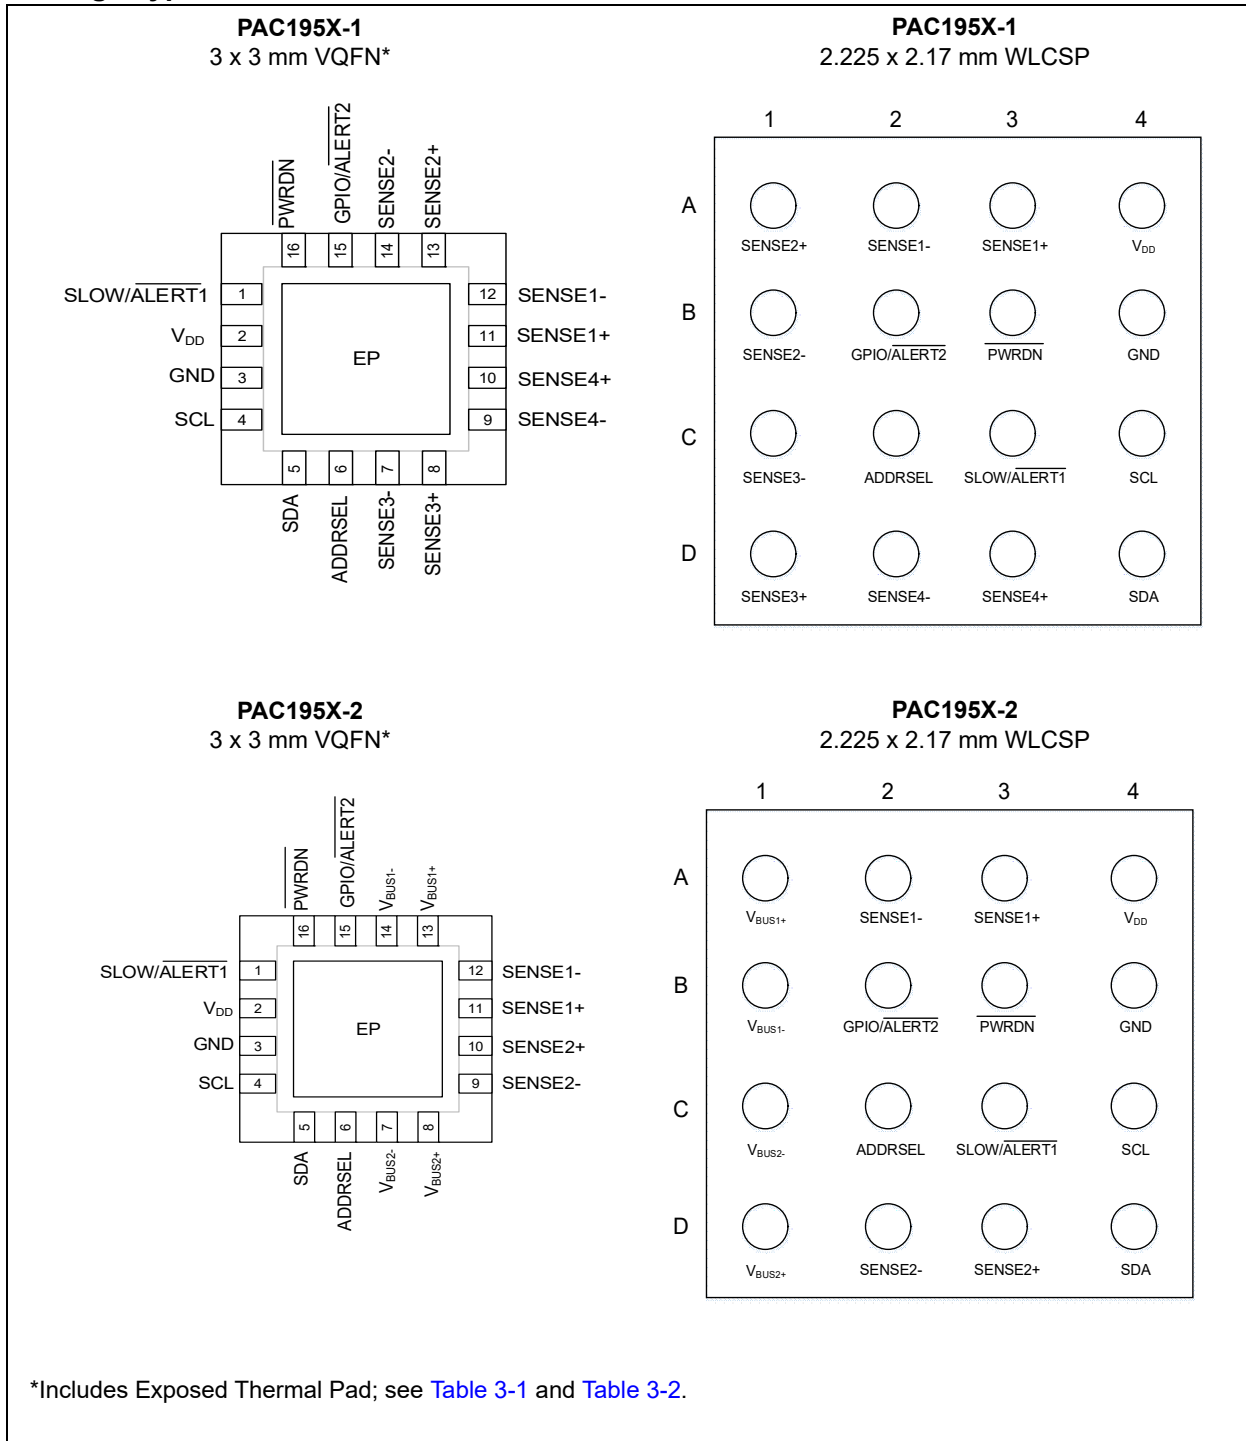 PAC195X-1
3 x 3 mm VQFN*
PWRDN
GPIO/ALERT2
SENSE2-
SENSE2+
16
15
14
13
SLOW/ALERT1 1
12 SENSE1-
VDD 2
11 SENSE1+
EP
GND 3
10 SENSE4+
SCL 4
9 SENSE4-
5
6
7
8
SDA
ADDRSEL
SENSE3-
SENSE3+
PAC195X-1
2.225 x 2.17 mm WLCSP
1 2 3 4
A
SENSE2+ SENSE1- SENSE1+ VDD
B
SENSE2- GPIO/ALERT2 PWRDN GND
C
SENSE3- ADDRSEL SLOW/ALERT1 SCL
D
SENSE3+ SENSE4- SENSE4+ SDA
PAC195X-2
3 x 3 mm VQFN*
PWRDN
GPIO/ALERT2
VBUS1-
VBUS1+
16
15
14
13
SLOW/ALERT1 1
12 SENSE1-
VDD 2
11 SENSE1+
EP
GND 3
10 SENSE2+
SCL 4
9 SENSE2-
5
6
7
8
SDA
ADDRSEL
VBUS2-
VBUS2+
PAC195X-2
2.225 x 2.17 mm WLCSP
1 2 3 4
A
VBUS1+ SENSE1- SENSE1+ VDD
B
VBUS1- GPIO/ALERT2 PWRDN GND
C
VBUS2- ADDRSEL SLOW/ALERT1 SCL
D
VBUS2+ SENSE2- SENSE2+ SDA
*Includes Exposed Thermal Pad; see Table 3-1 and Table 3-2.